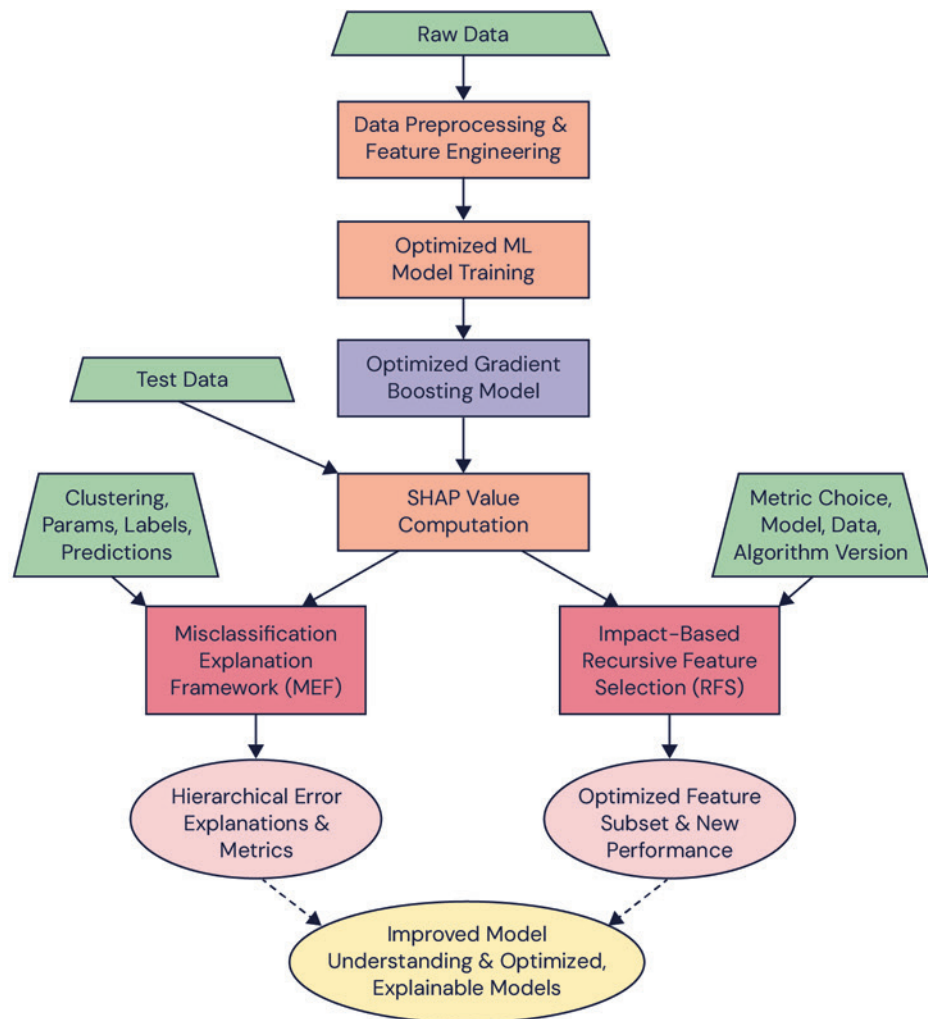 Raw Data
Data Preprocessing &
Feature Engineering
Optimized ML
Model Training
Optimized Gradient
Boosting Model
Test Data
SHAP Value
Computation
Clustering,
Params, Labels,
Predictions
Metric Choice,
Model, Data,
Algorithm Version
Misclassification
Explanation
Framework (MEF)
Impact-Based
Recursive Feature
Selection (RFS)
Hierarchical Error
Explanations &
Metrics
Optimized Feature
Subset & New
Performance
Improved Model
Understanding & Optimized,
Explainable Models